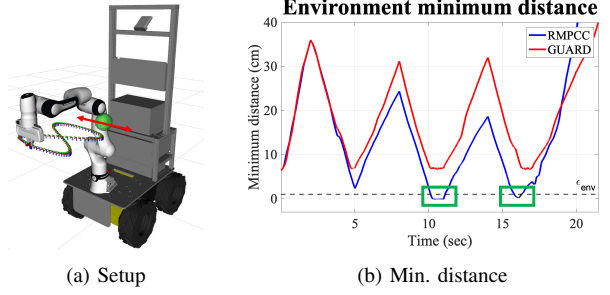 Environment minimum distance
Minimum distance (cm)
40
30
20
10
0
RMPCC
GUARD
ϵenv
5
10
15
20
Time (sec)
(a) Setup
(b) Min. distance